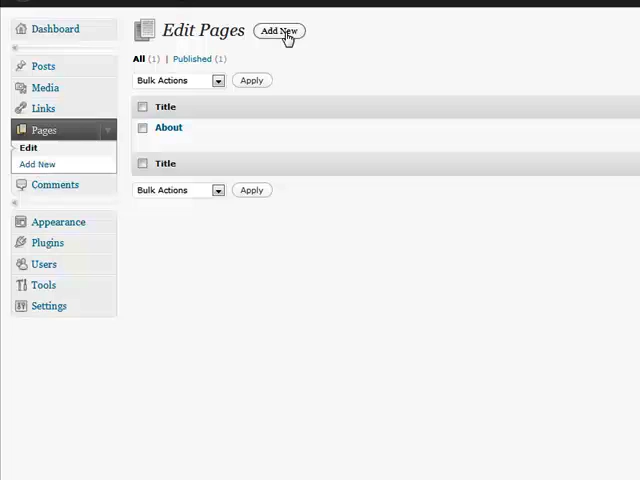 Dashboard
Posts
Media
Links
Pages
Edit
Add New
Comments
Appearance
Plugins
Users
Tools
Settings
Edit Pages Add New
All (1) | Published (1)
Bulk Actions Apply
Title
About
Title
Bulk Actions Apply